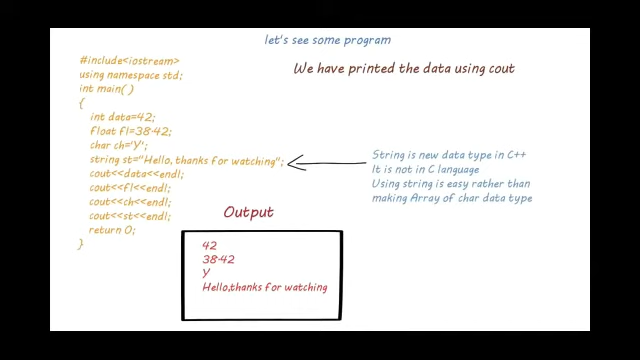 let's see some program
We have printed the data using cout
#include<iostream>
using namespace std;
int main( )
{
int data=42;
float fl=38.42;
char ch='Y';
string st="Hello, thanks for watching";
cout<<data<<endl;
cout<<fl<<endl;
cout<<ch<<endl;
cout<<st<<endl;
return 0;
}
String is new data type in C++
It is not in C language
Using string is easy rather than
making Array of char data type
Output
42
38.42
Y
Hello,thanks for watching